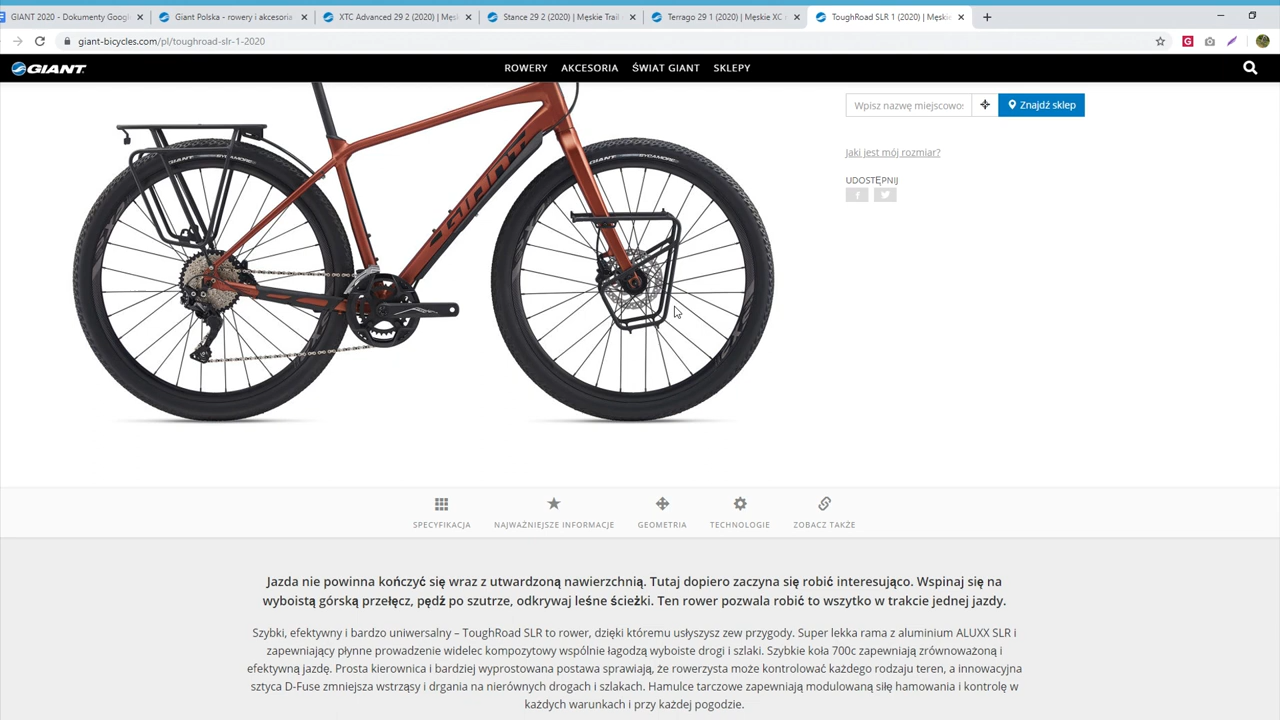 GIANT 2020 - Dokumenty Googl
Giant Polska - rowery i akcesoria
XTC Advanced 29 2 (2020) | Męsk
Stance 29 2 (2020) | Męskie Trail
Terrago 29 1 (2020) | Męskie XC
ToughRoad SLR 1 (2020) | Męski
giant-bicycles.com/pl/toughroad-slr-1-2020
GIANT
ROWERY
AKCESORIA
ŚWIAT GIANT
SKLEPY
Wpisz nazwę miejscowoś
Znajdź sklep
Jaki jest mój rozmiar?
UDOSTĘPNIJ
GIANT SYCAMORE
GIANT
GIANT SYCAMORE
SPECYFIKACJA
NAJWAŻNIEJSZE INFORMACJE
GEOMETRIA
TECHNOLOGIE
ZOBACZ TAKŻE
Jazda nie powinna kończyć się wraz z utwardzoną nawierzchnią. Tutaj dopiero zaczyna się robić interesująco. Wspinaj się na
wyboistą górską przełęcz, pędź po szutrze, odkrywaj leśne ścieżki. Ten rower pozwala robić to wszytko w trakcie jednej jazdy.
Szybki, efektywny i bardzo uniwersalny – ToughRoad SLR to rower, dzięki któremu usłyszysz zew przygody. Super lekka rama z aluminium ALUXX SLR i
zapewniający płynne prowadzenie widelec kompozytowy wspólnie łagodzą wyboiste drogi i szlaki. Szybkie koła 700c zapewniają zrównoważoną i
efektywną jazdę. Prosta kierownica i bardziej wyprostowana postawa sprawiają, że rowerzysta może kontrolować każdego rodzaju teren, a innowacyjna
sztyca D-Fuse zmniejsza wstrząsy i drgania na nierównych drogach i szlakach. Hamulce tarczowe zapewniają modulowaną siłę hamowania i kontrolę w
każdych warunkach i przy każdej pogodzie.